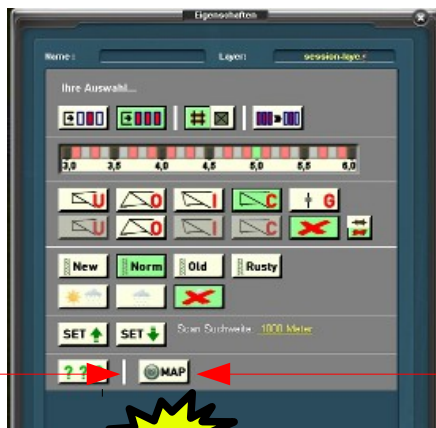 Eigenschaften
Name :
Layer:
session-laye
Ihre Auswahl...
3,0 3,5 4,0 4,5 5,0 5,5 6,0
U O I C G
U O I C
New Norm Old Rusty
SET SET Scan Suchweite: 1000 Meter
? ? MAP